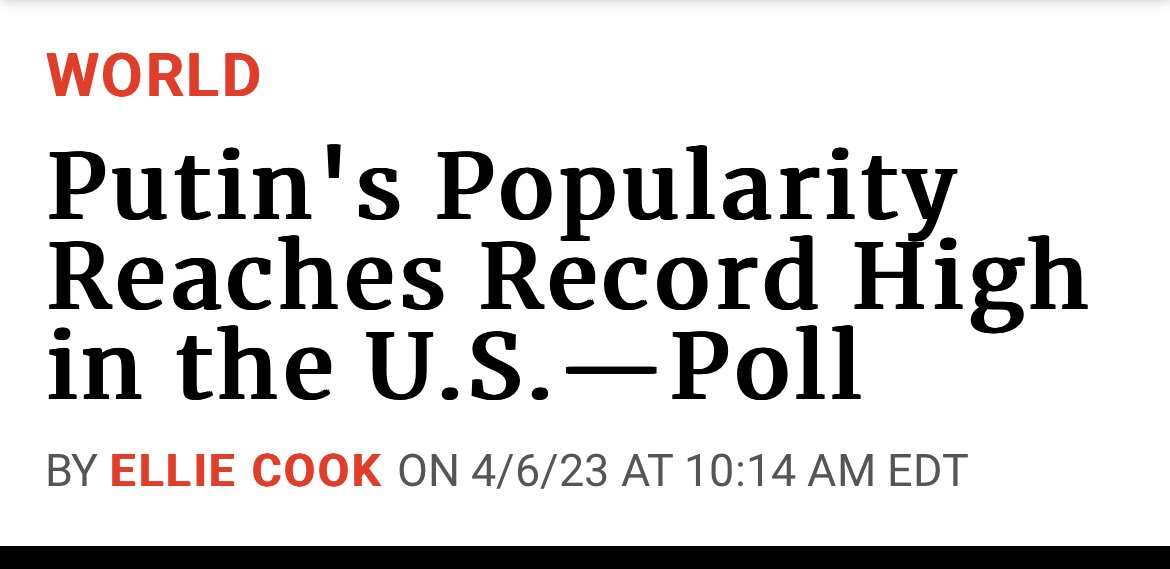 WORLD
Putin's Popularity
Reaches Record High
in the U.S.—Poll
BY ELLIE COOK ON 4/6/23 AT 10:14 AM EDT